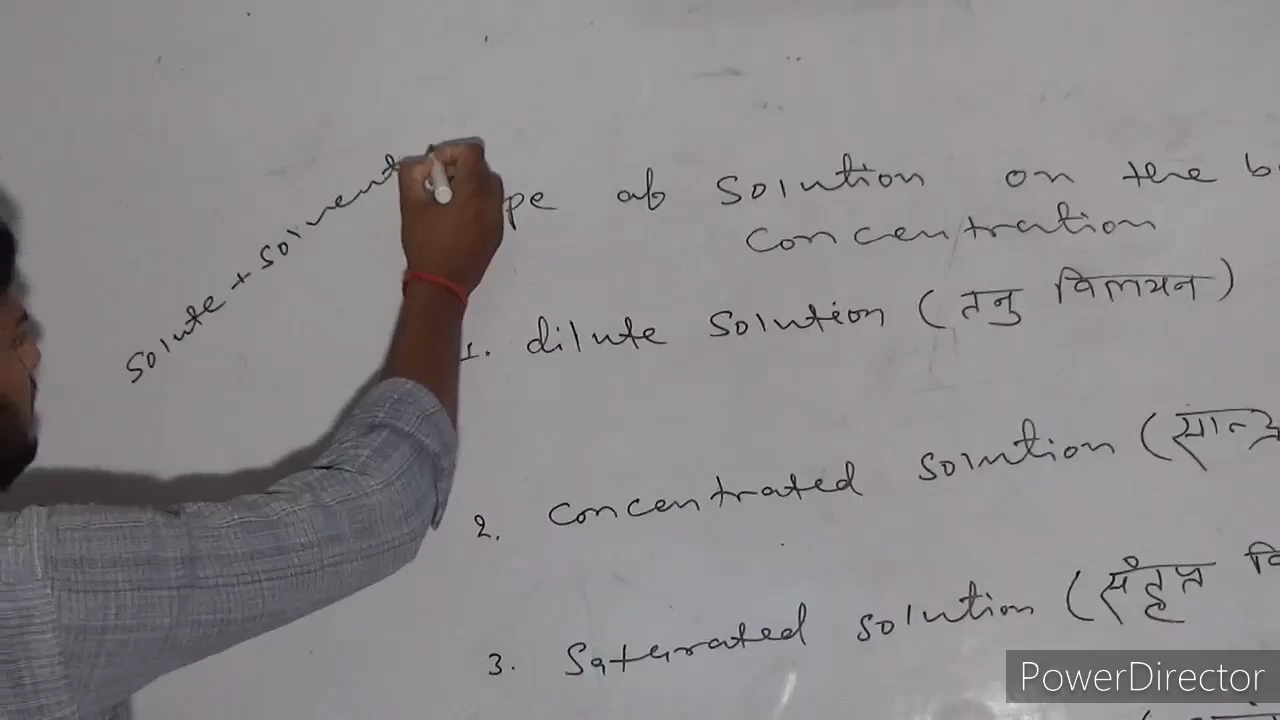 Solute + Solvent
pe of Solution on the b
Concentration
1. dilute Solution (तनु विलयन)
2. Concentrated Solution (सान्द्र
3. Saturated Solution (संतृप्त वि
PowerDirector